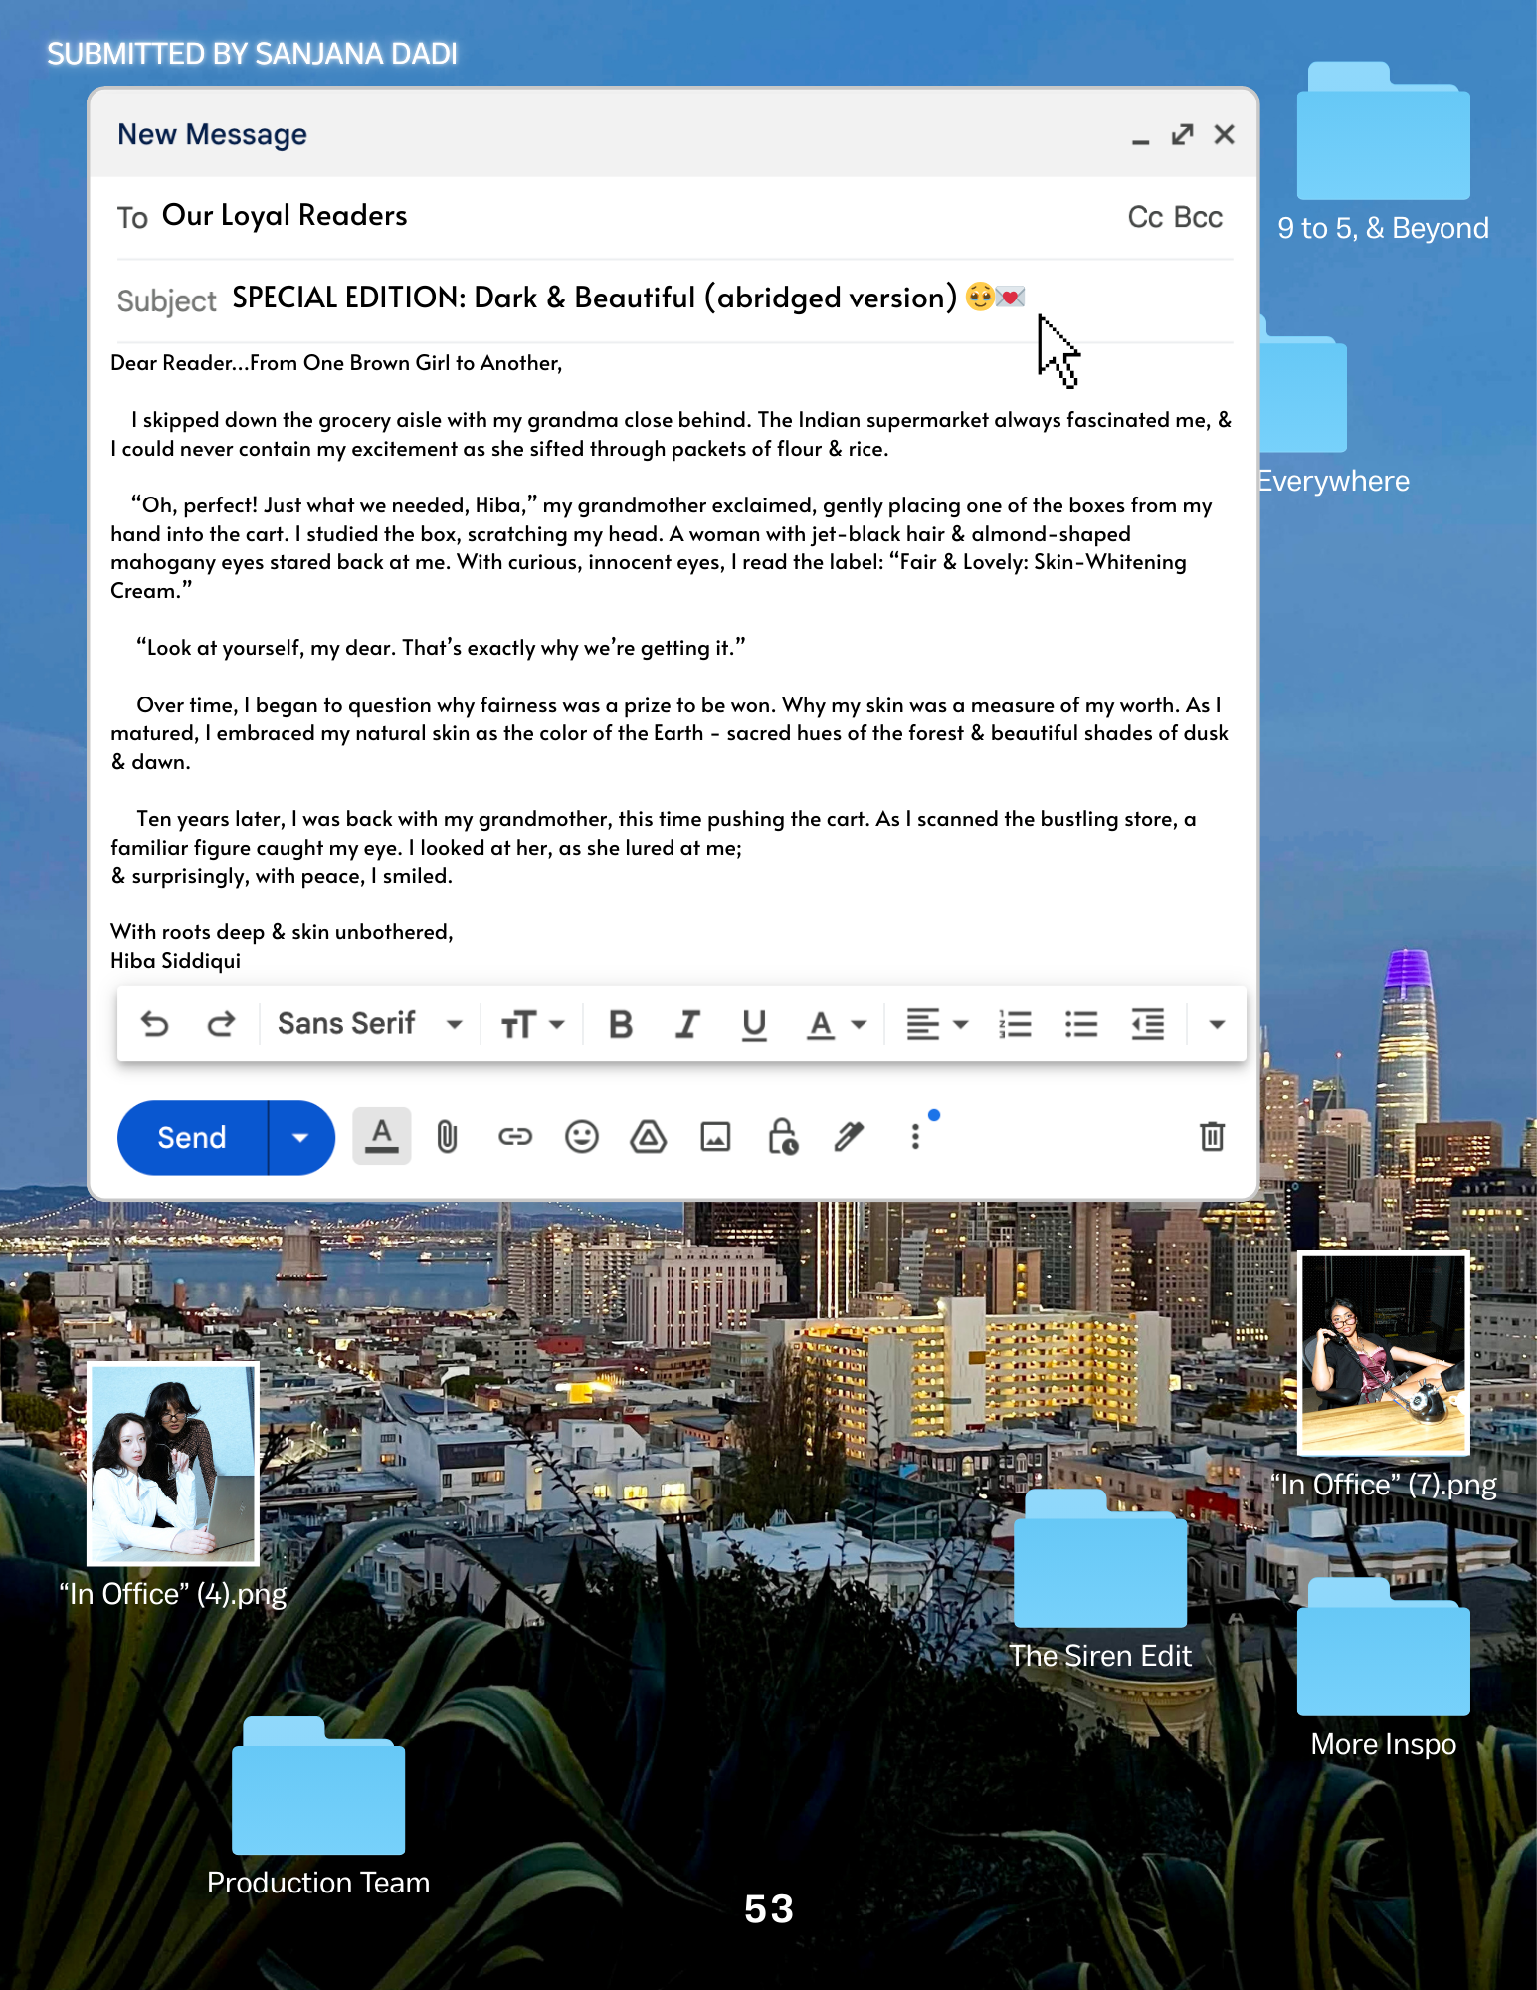 SUBMITTED BY SANJANA DADI
New Message
To Our Loyal Readers
Cc Bcc
Subject SPECIAL EDITION: Dark & Beautiful (abridged version) 🥹💌
Dear Reader...From One Brown Girl to Another,
I skipped down the grocery aisle with my grandma close behind. The Indian supermarket always fascinated me, &
I could never contain my excitement as she sifted through packets of flour & rice.
“Oh, perfect! Just what we needed, Hiba,” my grandmother exclaimed, gently placing one of the boxes from my
hand into the cart. I studied the box, scratching my head. A woman with jet-black hair & almond-shaped
mahogany eyes stared back at me. With curious, innocent eyes, I read the label: “Fair & Lovely: Skin-Whitening
Cream.”
“Look at yourself, my dear. That’s exactly why we’re getting it.”
Over time, I began to question why fairness was a prize to be won. Why my skin was a measure of my worth. As I
matured, I embraced my natural skin as the color of the Earth - sacred hues of the forest & beautiful shades of dusk
& dawn.
Ten years later, I was back with my grandmother, this time pushing the cart. As I scanned the bustling store, a
familiar figure caught my eye. I looked at her, as she lured at me;
& surprisingly, with peace, I smiled.
With roots deep & skin unbothered,
Hiba Siddiqui
Sans Serif
Send
9 to 5, & Beyond
Everywhere
“In Office” (4).png
“In Office” (7).png
The Siren Edit
More Inspo
Production Team
53